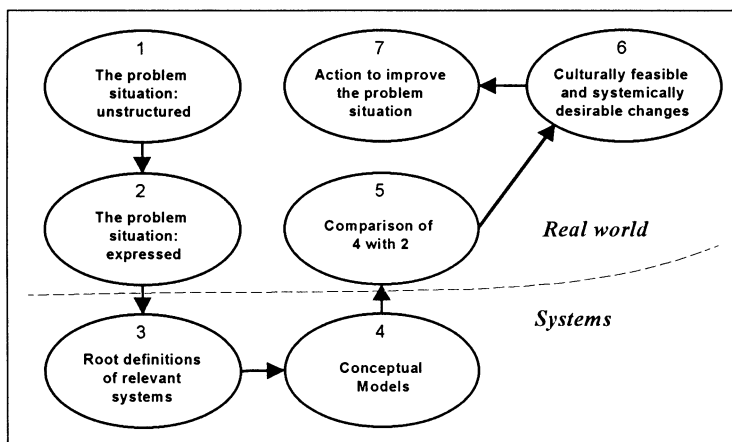 1
The problem
situation:
unstructured
2
The problem
situation:
expressed
3
Root definitions
of relevant
systems
4
Conceptual
Models
5
Comparison of
4 with 2
6
Culturally feasible
and systemically
desirable changes
7
Action to improve
the problem
situation
Real world
Systems